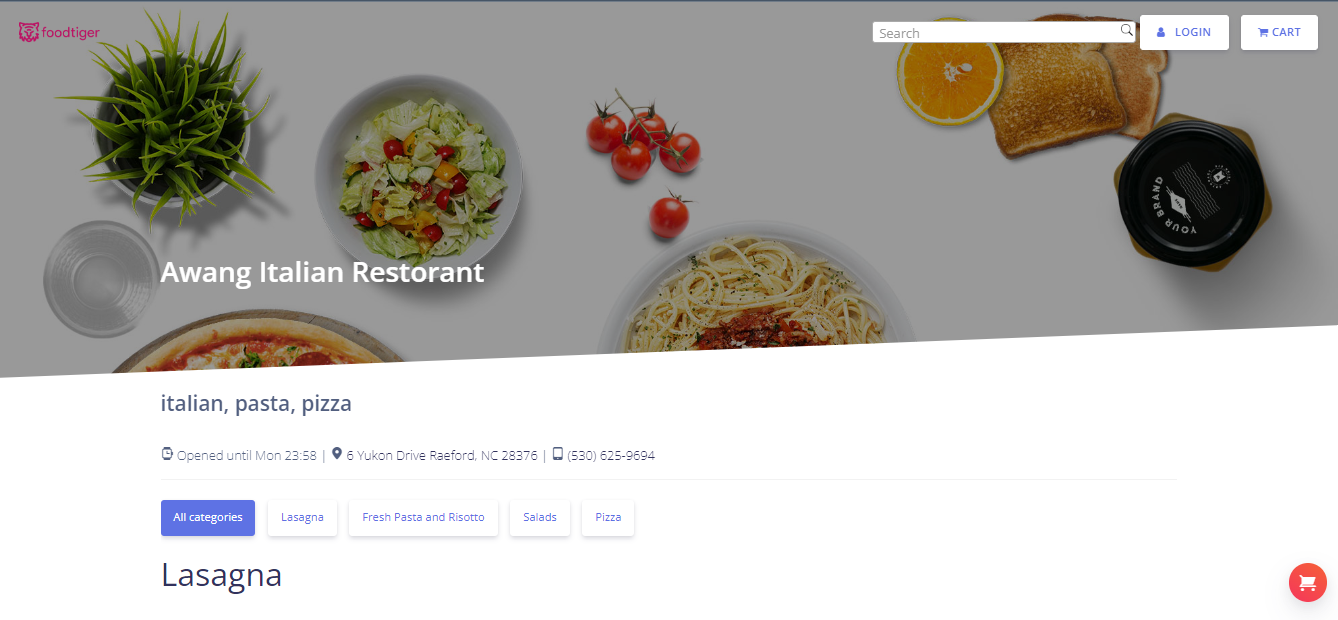 foodtiger
Search
LOGIN
CART
YOUR BRAND
Awang Italian Restorant
italian, pasta, pizza
Opened until Mon 23:58 | 6 Yukon Drive Raeford, NC 28376 | (530) 625-9694
All categories
Lasagna
Fresh Pasta and Risotto
Salads
Pizza
Lasagna